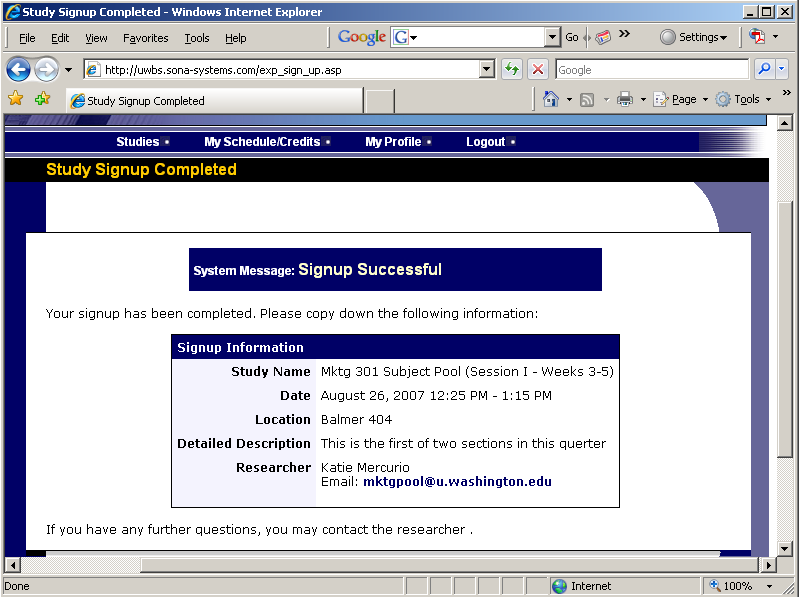 Study Signup Completed - Windows Internet Explorer
File Edit View Favorites Tools Help
Google G Go Settings
http://uwbs.sona-systems.com/exp_sign_up.asp Google
Study Signup Completed Page Tools
Studies My Schedule/Credits My Profile Logout
Study Signup Completed
System Message: Signup Successful
Your signup has been completed. Please copy down the following information:
Signup Information
Study Name Mktg 301 Subject Pool (Session I - Weeks 3-5)
Date August 26, 2007 12:25 PM - 1:15 PM
Location Balmer 404
Detailed Description This is the first of two sections in this querter
Researcher Katie Mercurio
Email: mktgpool@u.washington.edu
If you have any further questions, you may contact the researcher .
Done Internet 100%